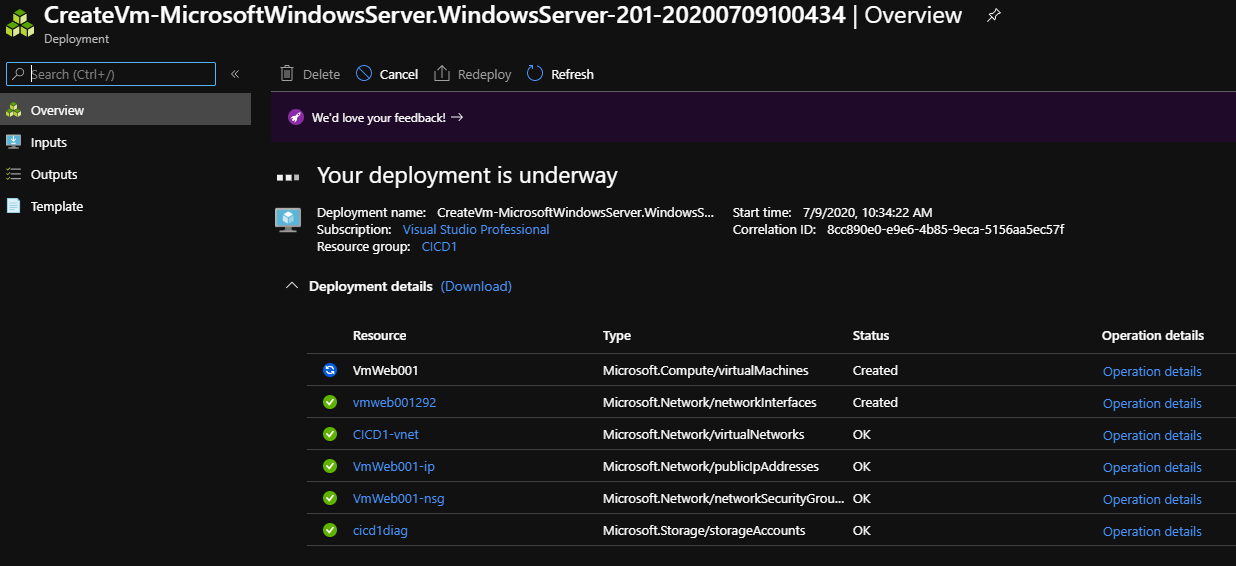 CreateVm-MicrosoftWindowsServer.WindowsServer-201-20200709100434 | Overview
Deployment
Search (Ctrl+/)
«
Delete Cancel Redeploy Refresh
Overview
Inputs
Outputs
Template
We'd love your feedback! →
Your deployment is underway
Deployment name: CreateVm-MicrosoftWindowsServer.WindowsS... Start time: 7/9/2020, 10:34:22 AM
Subscription: Visual Studio Professional Correlation ID: 8cc890e0-e9e6-4b85-9eca-5156aa5ec57f
Resource group: CICD1
Deployment details (Download)
Resource Type Status Operation details
VmWeb001 Microsoft.Compute/virtualMachines Created Operation details
vmweb001292 Microsoft.Network/networkInterfaces Created Operation details
CICD1-vnet Microsoft.Network/virtualNetworks OK Operation details
VmWeb001-ip Microsoft.Network/publicIpAddresses OK Operation details
VmWeb001-nsg Microsoft.Network/networkSecurityGrou... OK Operation details
cicd1diag Microsoft.Storage/storageAccounts OK Operation details